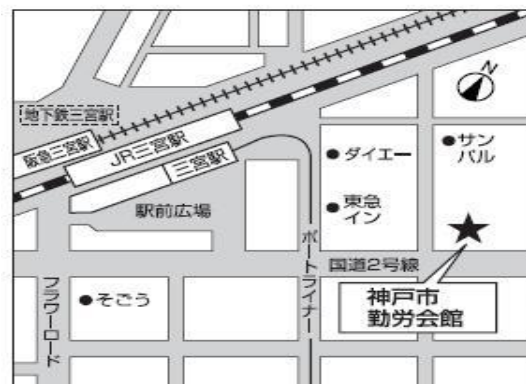 N
地下鉄三宮駅
阪急三宮駅
JR三宮駅
三宮駅
駅前広場
ダイエー
サン
パル
東急
イン
ポートライナー
国道2号線
フラワーロード
そごう
神戸市
勤労会館